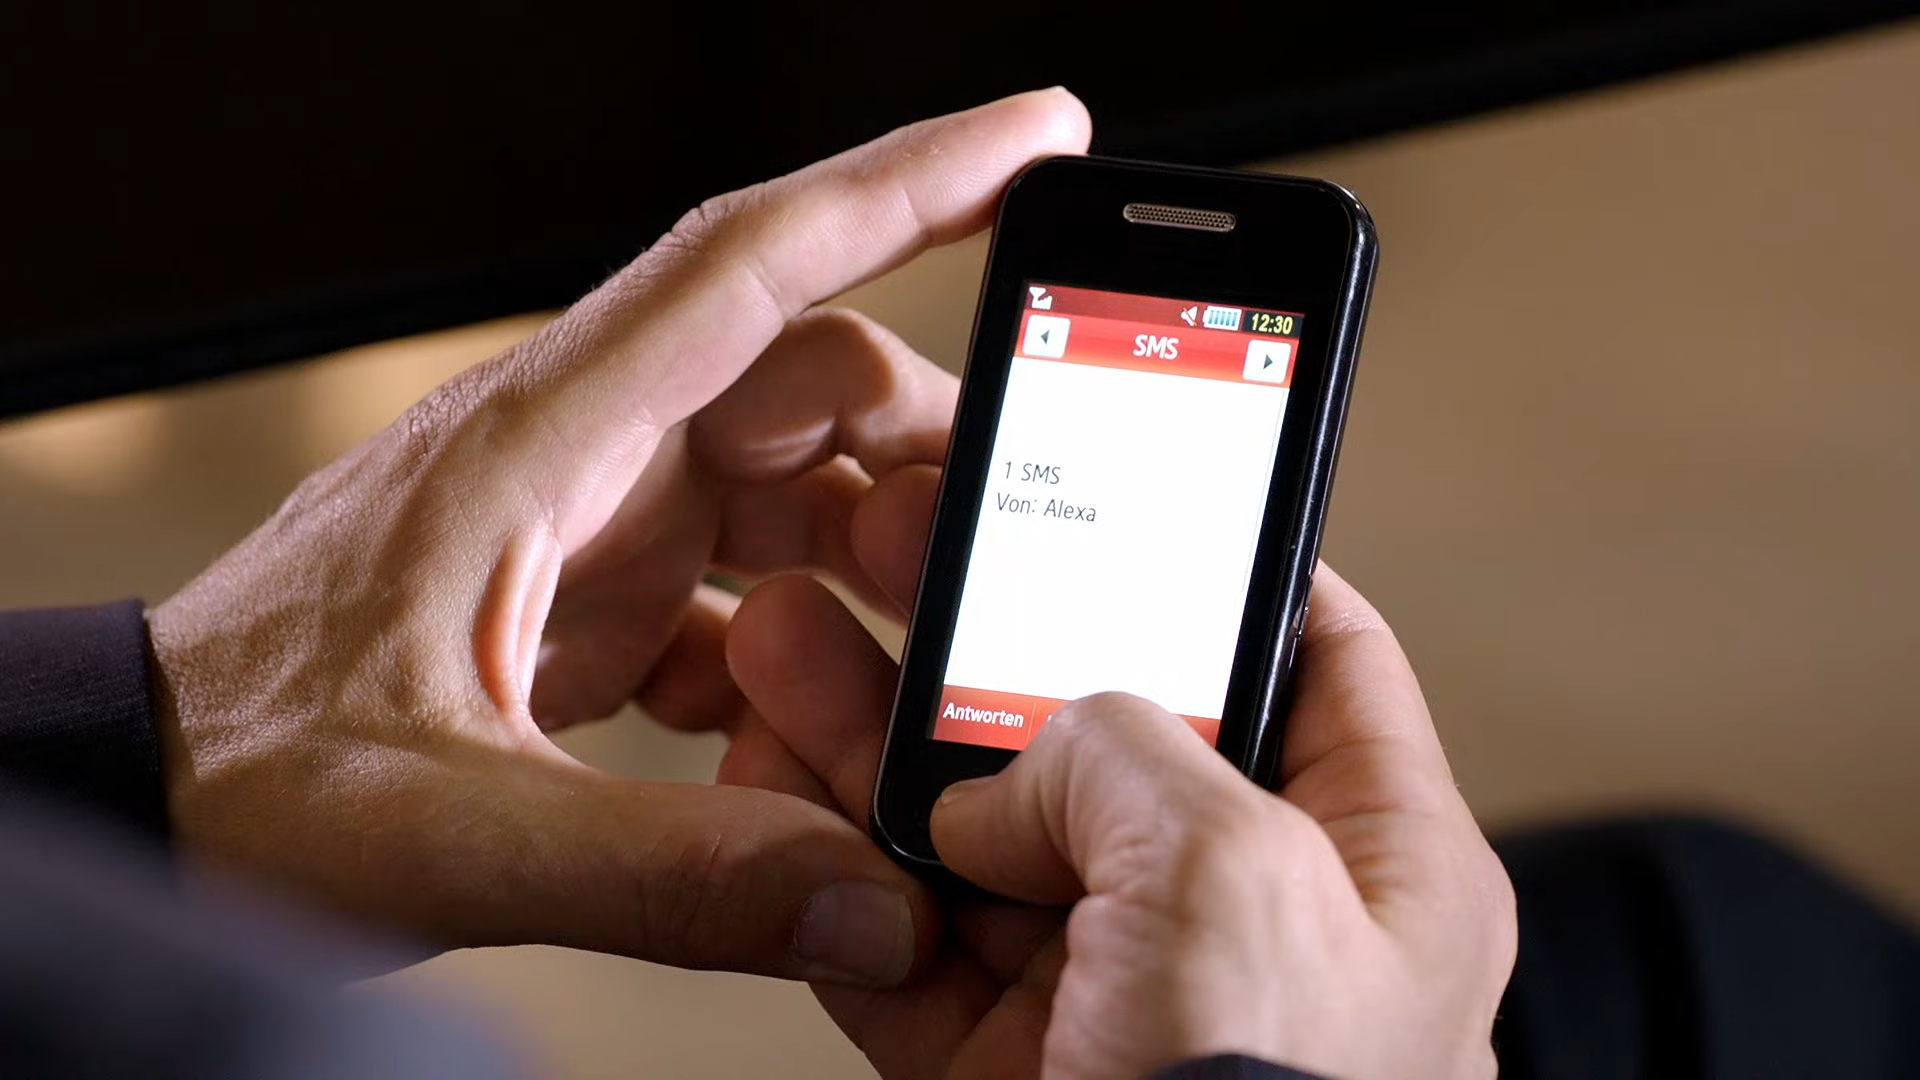 12:30
SMS
1 SMS
Von: Alexa
Antworten